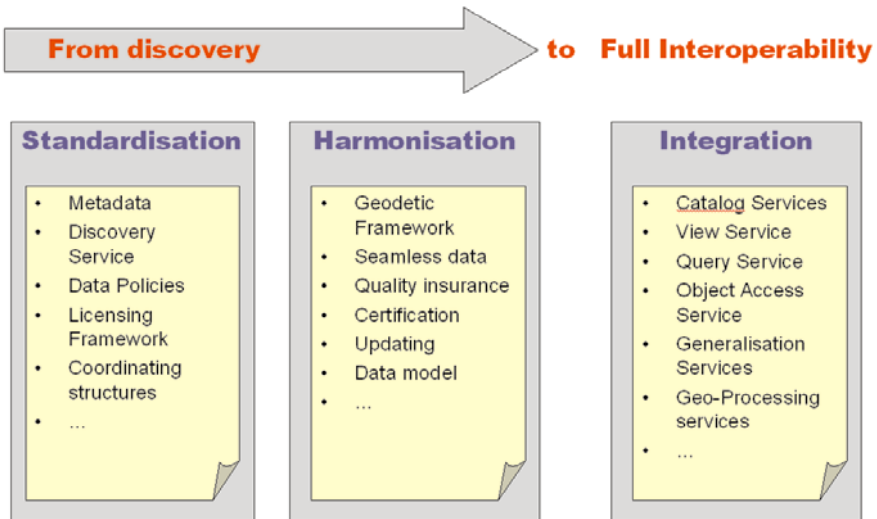 From discovery to Full Interoperability
Standardisation
• Metadata
• Discovery
Service
• Data Policies
• Licensing
Framework
• Coordinating
structures
• ...
Harmonisation
• Geodetic
Framework
• Seamless data
• Quality insurance
• Certification
• Updating
• Data model
• ...
Integration
• Catalog Services
• View Service
• Query Service
• Object Access
Service
• Generalisation
Services
• Geo-Processing
services
• ...